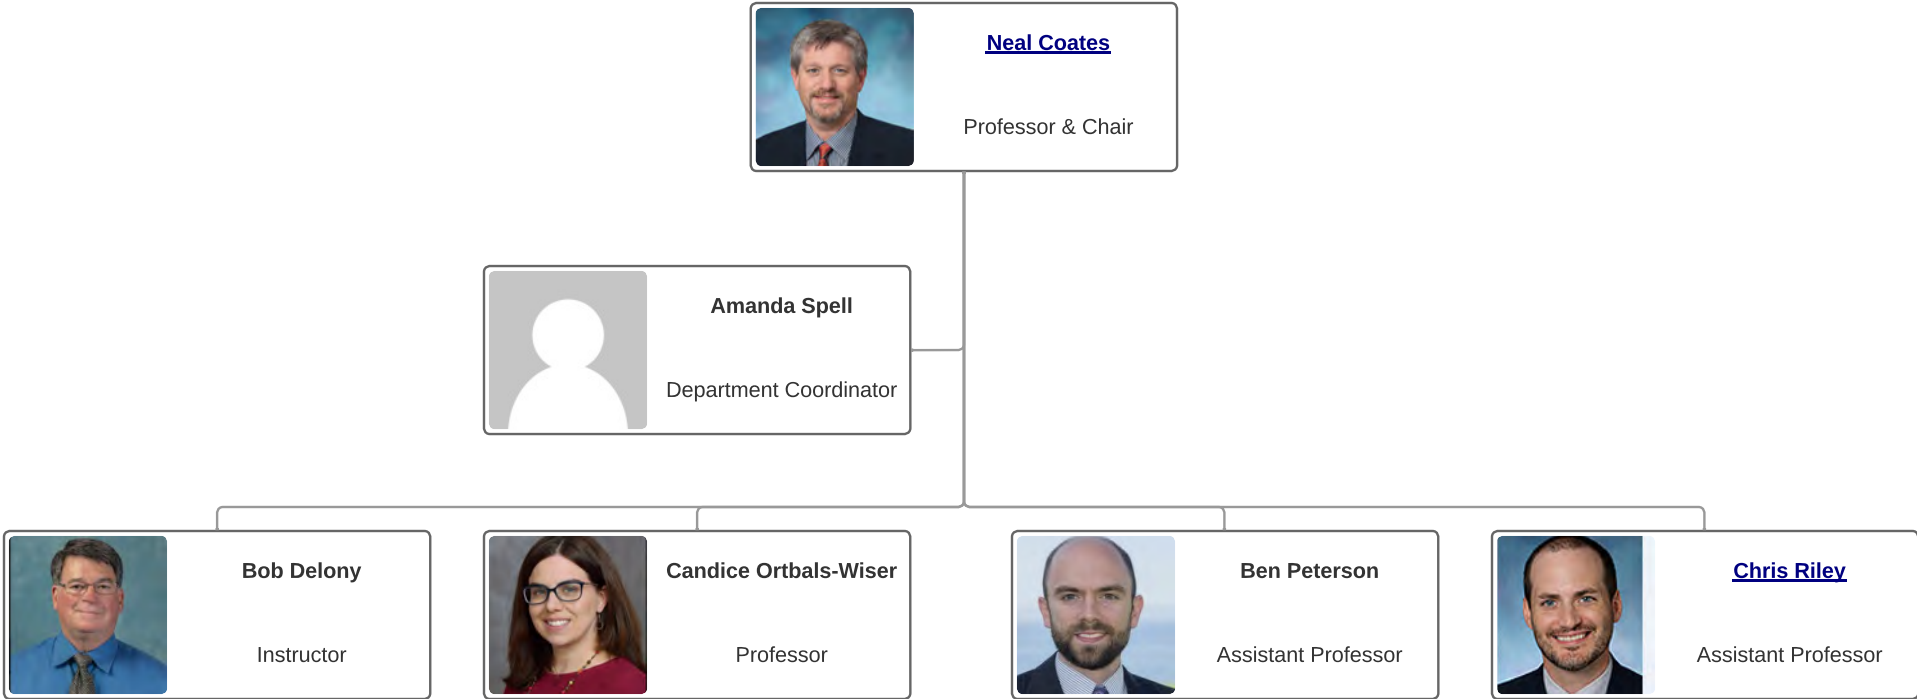 Neal Coates
Professor & Chair
Amanda Spell
Department Coordinator
Bob Delony
Instructor
Candice Ortbals-Wiser
Professor
Ben Peterson
Assistant Professor
Chris Riley
Assistant Professor